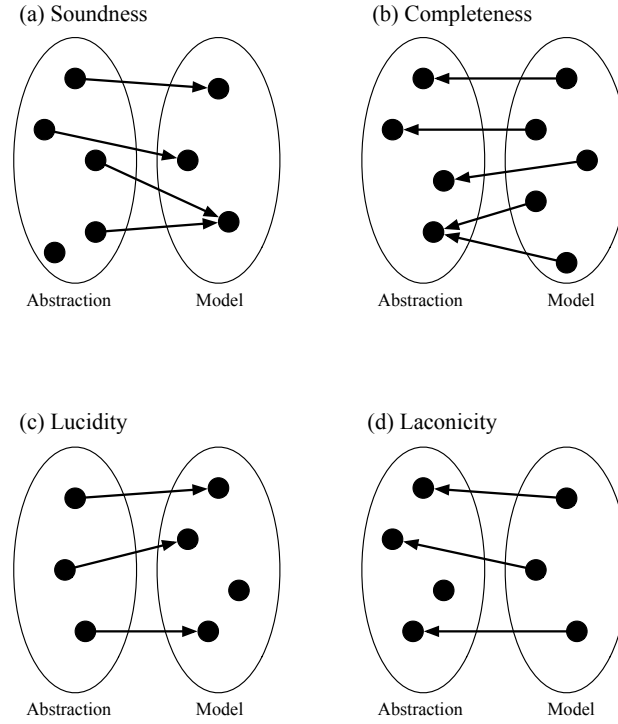 (a) Soundness
(b) Completeness
Abstraction
Model
Abstraction
Model
(c) Lucidity
(d) Laconicity
Abstraction
Model
Abstraction
Model